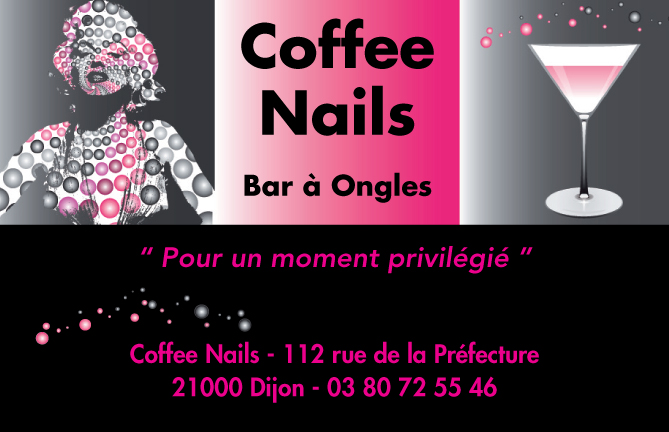 Coffee
Nails
Bar à Ongles
“ Pour un moment privilégié ”
Coffee Nails - 112 rue de la Préfecture
21000 Dijon - 03 80 72 55 46